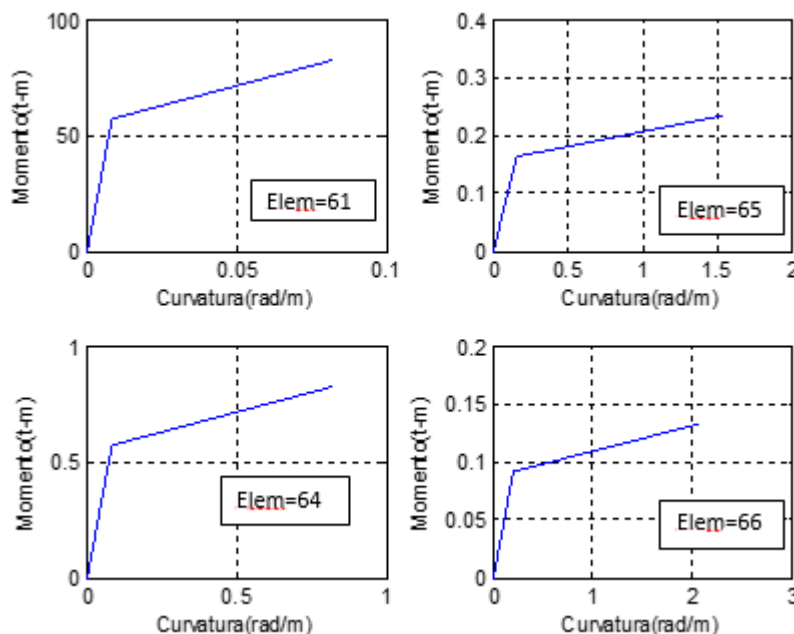 100
50
0
0
0.05
0.1
Momento(t-m)
Curvatura(rad/m)
Elem=61
0.4
0.3
0.2
0.1
0
0
0.5
1
1.5
2
Momento(t-m)
Curvatura(rad/m)
Elem=65
1
0.5
0
0
0.5
1
Momento(t-m)
Curvatura(rad/m)
Elem=64
0.2
0.15
0.1
0.05
0
0
1
2
3
Momento(t-m)
Curvatura(rad/m)
Elem=66